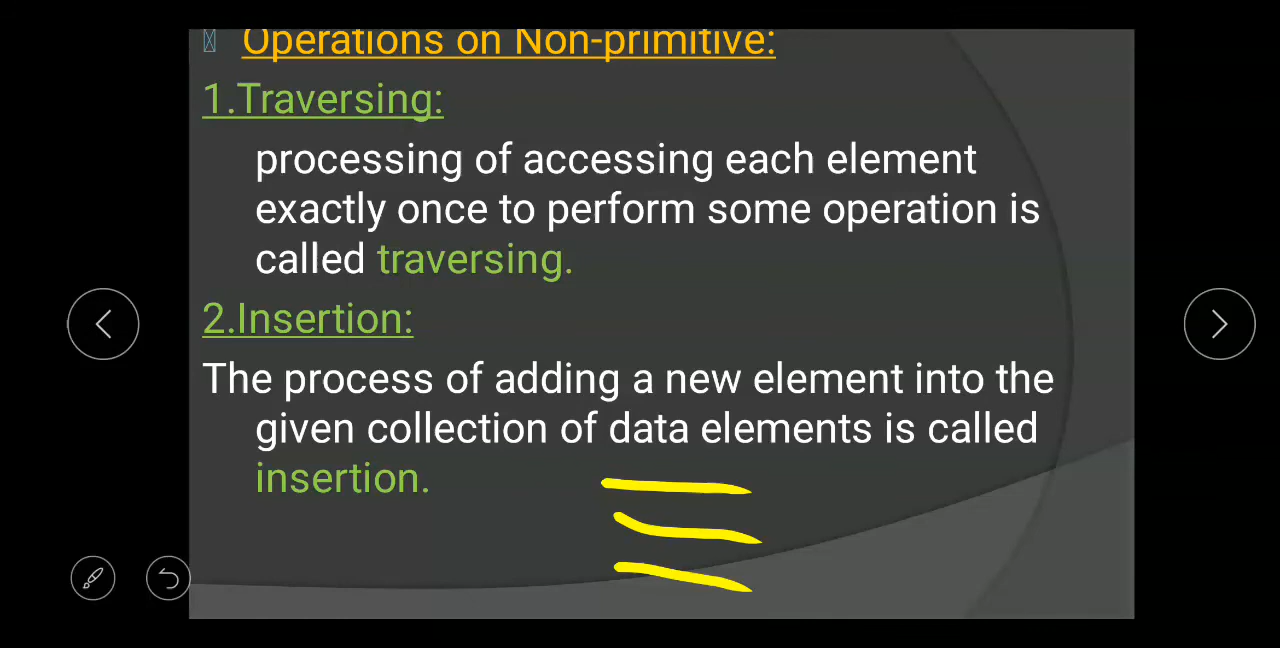 Operations on Non-primitive:
1.Traversing:
processing of accessing each element
exactly once to perform some operation is
called traversing.
2.Insertion:
The process of adding a new element into the
given collection of data elements is called
insertion.